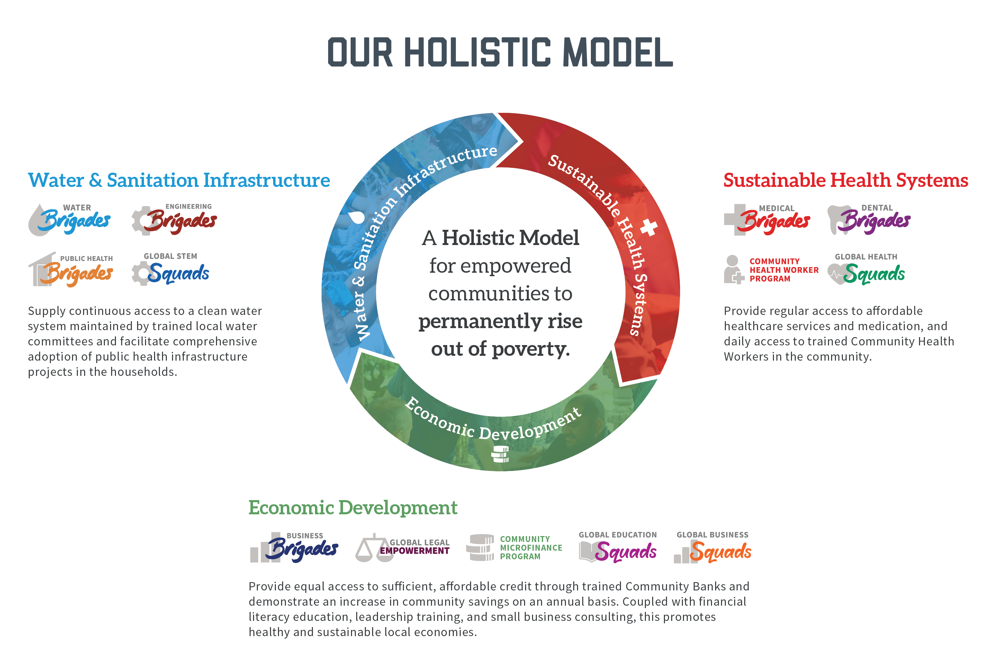 OUR HOLISTIC MODEL
Water & Sanitation Infrastructure
Sustainable Health Systems
Economic Development
A Holistic Model
for empowered
communities to
permanently rise
out of poverty.
Water & Sanitation Infrastructure
WATER
Brigades
ENGINEERING
Brigades
PUBLIC HEALTH
Brigades
GLOBAL STEM
Squads
Supply continuous access to a clean water
system maintained by trained local water
committees and facilitate comprehensive
adoption of public health infrastructure
projects in the households.
Sustainable Health Systems
MEDICAL
Brigades
DENTAL
Brigades
COMMUNITY
HEALTH WORKER
PROGRAM
GLOBAL HEALTH
Squads
Provide regular access to affordable
healthcare services and medication, and
daily access to trained Community Health
Workers in the community.
Economic Development
BUSINESS
Brigades
GLOBAL LEGAL
EMPOWERMENT
COMMUNITY
MICROFINANCE
PROGRAM
GLOBAL EDUCATION
Squads
GLOBAL BUSINESS
Squads
Provide equal access to sufficient, affordable credit through trained Community Banks and
demonstrate an increase in community savings on an annual basis. Coupled with financial
literacy education, leadership training, and small business consulting, this promotes
healthy and sustainable local economies.